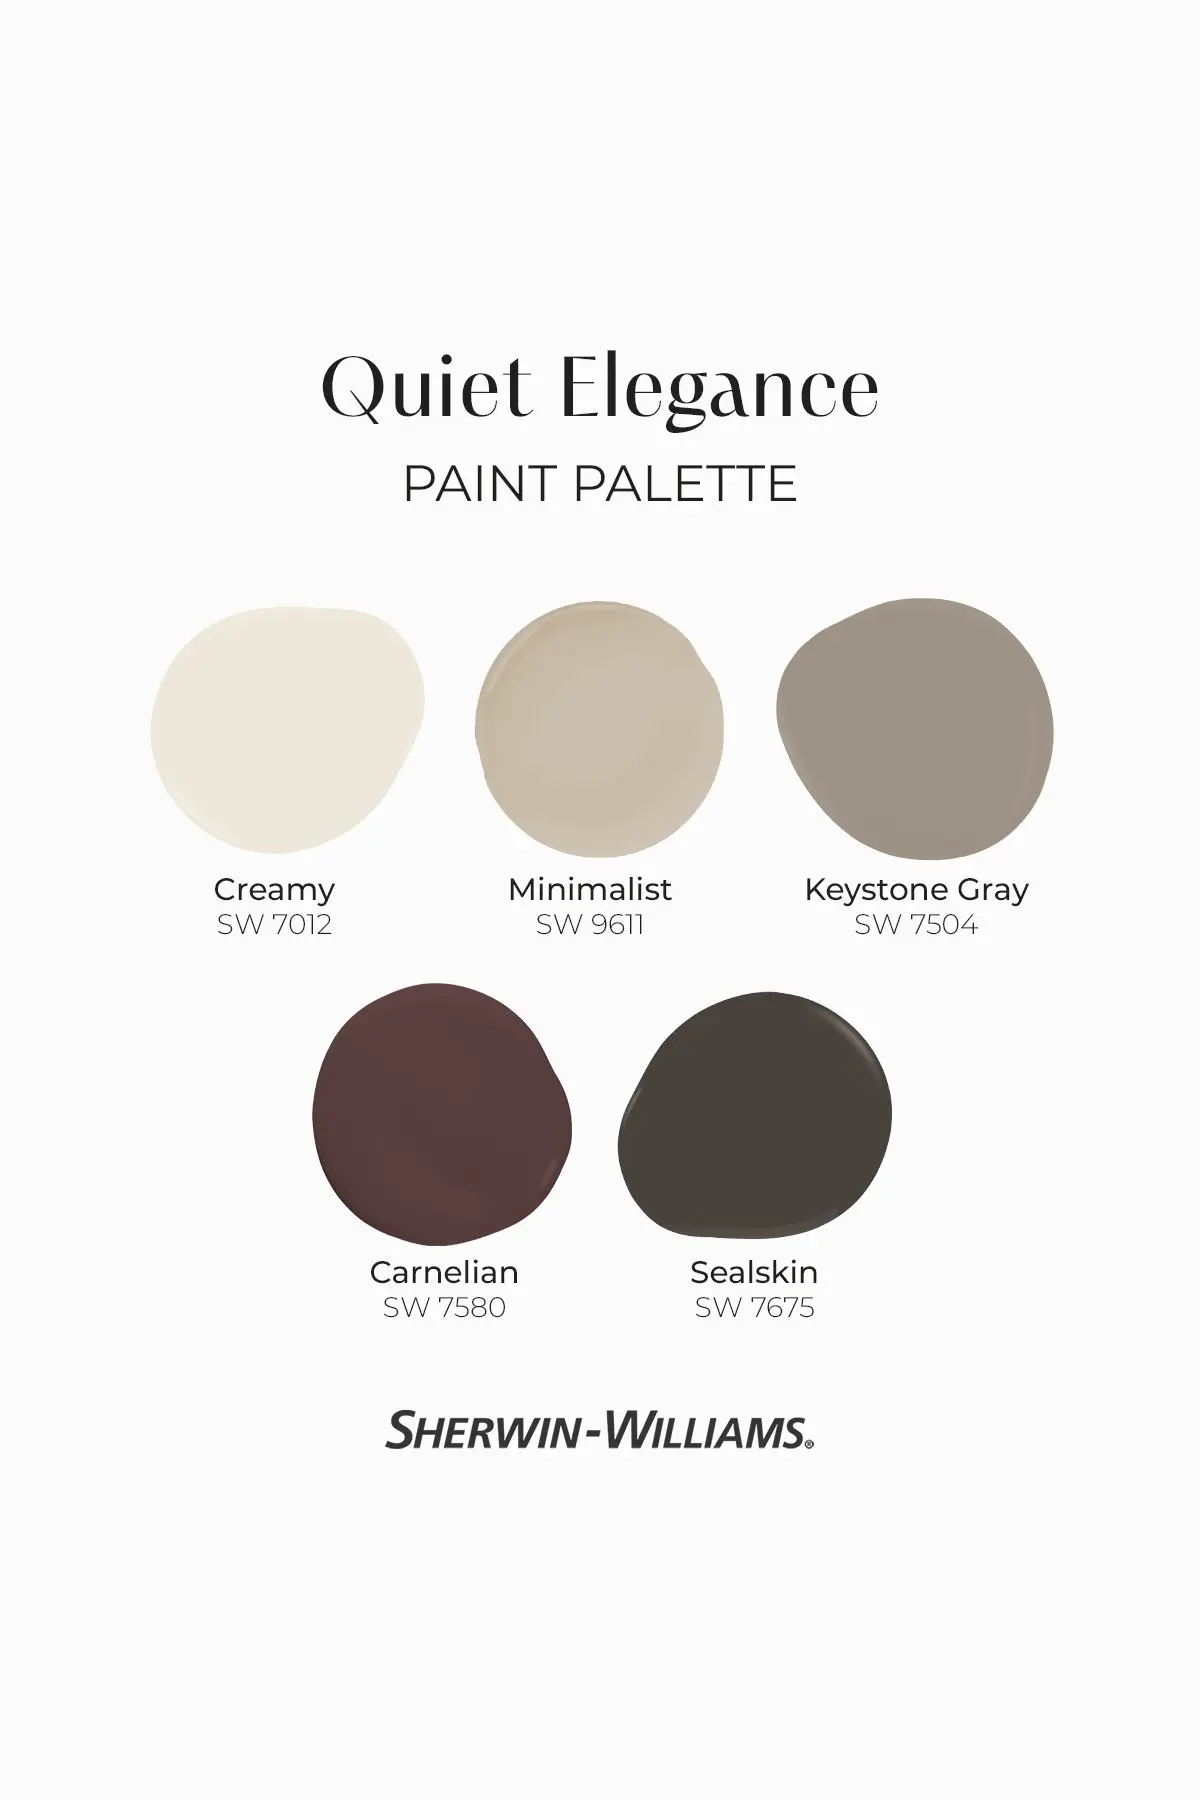 Quiet Elegance
PAINT PALETTE
Creamy
SW 7012
Minimalist
SW 9611
Keystone Gray
SW 7504
Carnelian
SW 7580
Sealskin
SW 7675
SHERWIN-WILLIAMS®